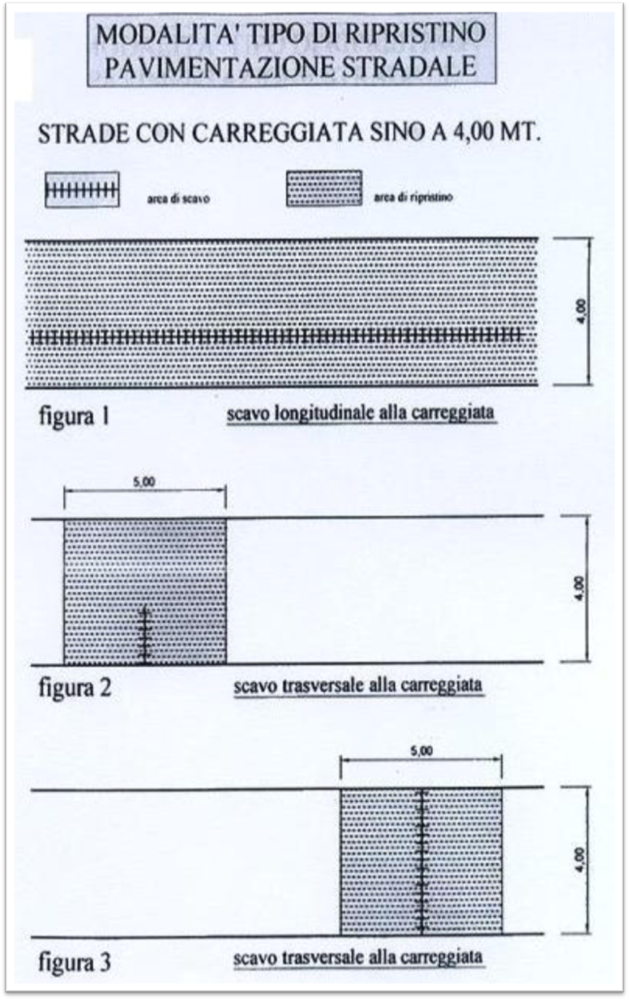 MODALITA' TIPO DI RIPRISTINO
PAVIMENTAZIONE STRADALE
STRADE CON CARREGGIATA SINO A 4,00 MT.
area di scavo
area di ripristino
4,00
figura 1
scavo longitudinale alla carreggiata
5,00
4,00
figura 2
scavo trasversale alla carreggiata
5,00
4,00
figura 3
scavo trasversale alla carreggiata